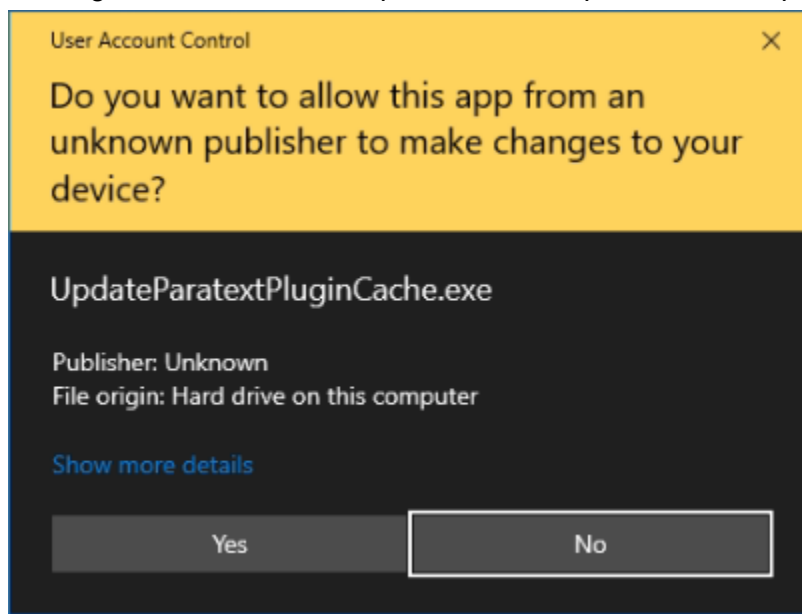 User Account Control
Do you want to allow this app from an
unknown publisher to make changes to your
device?
UpdateParatextPluginCache.exe
Publisher: Unknown
File origin: Hard drive on this computer
Show more details
Yes
No